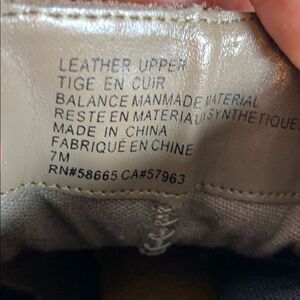 LEATHER UPPER
TIGE EN CUIR
BALANCE MANMADE MATERIAL
RESTE EN MATERIAUX SYNTHETIQUE
MADE IN CHINA
FABRIQUÉ EN CHINE
7M
RN#58665 CA#57963